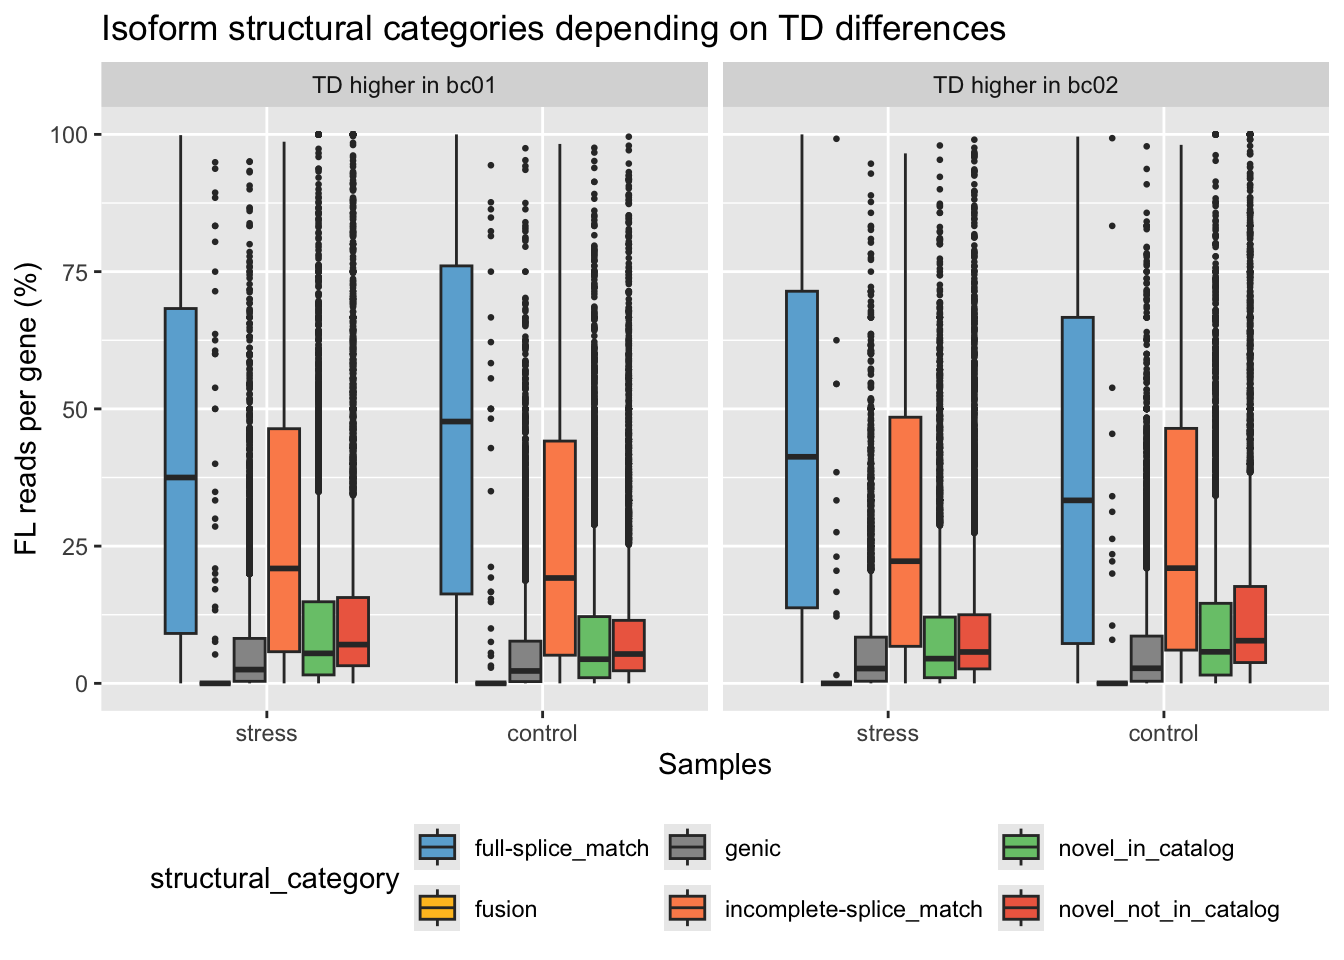 Isoform structural categories depending on TD differences
TD higher in bc01
TD higher in bc02
FL reads per gene (%)
100
75
50
25
0
stress
control
stress
control
Samples
structural_category
full-splice_match
genic
novel_in_catalog
fusion
incomplete-splice_match
novel_not_in_catalog